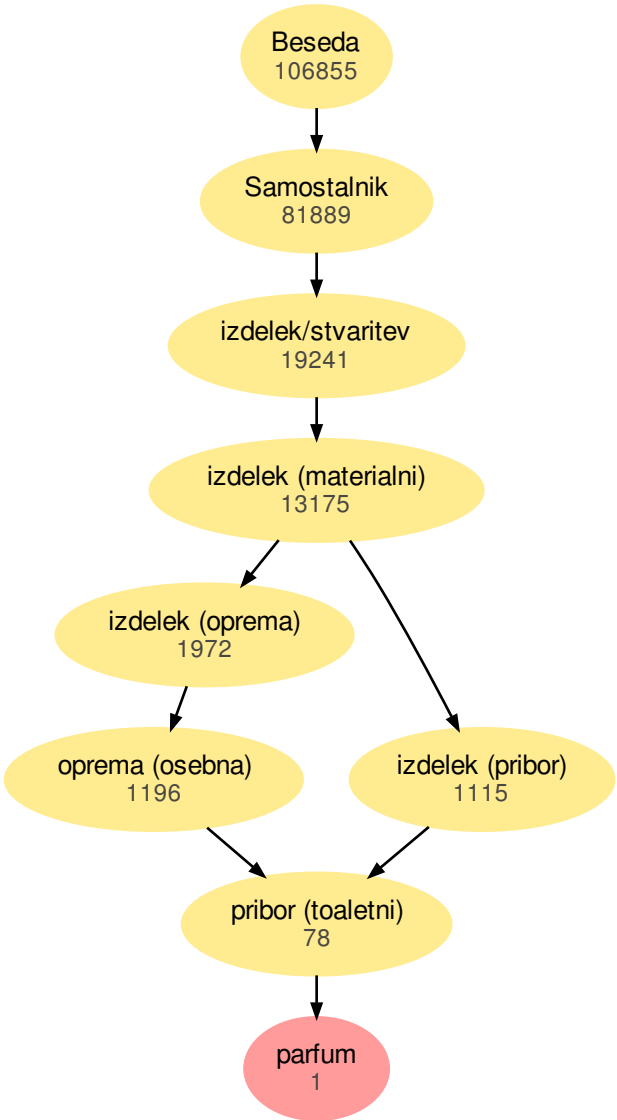 Beseda
106855
Samostalnik
81889
izdelek/stvaritev
19241
izdelek (materialni)
13175
izdelek (oprema)
1972
oprema (osebna)
1196
izdelek (pribor)
1115
pribor (toaletni)
78
parfum
1